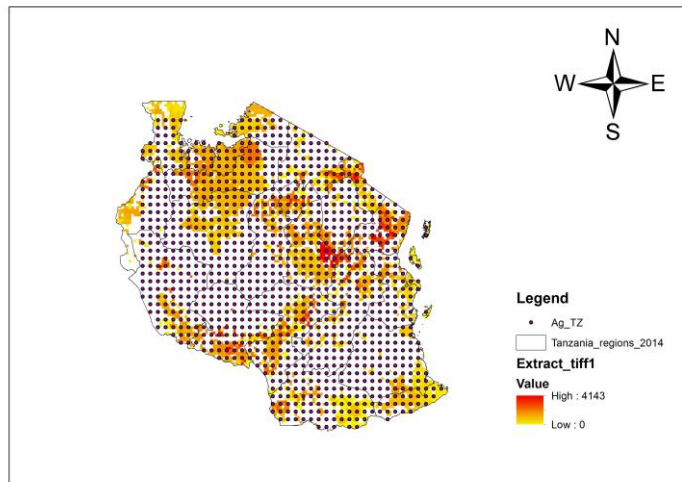 N
W E
S
Legend
Ag_TZ
Tanzania_regions_2014
Extract_tiff1
Value
High : 4143
Low : 0